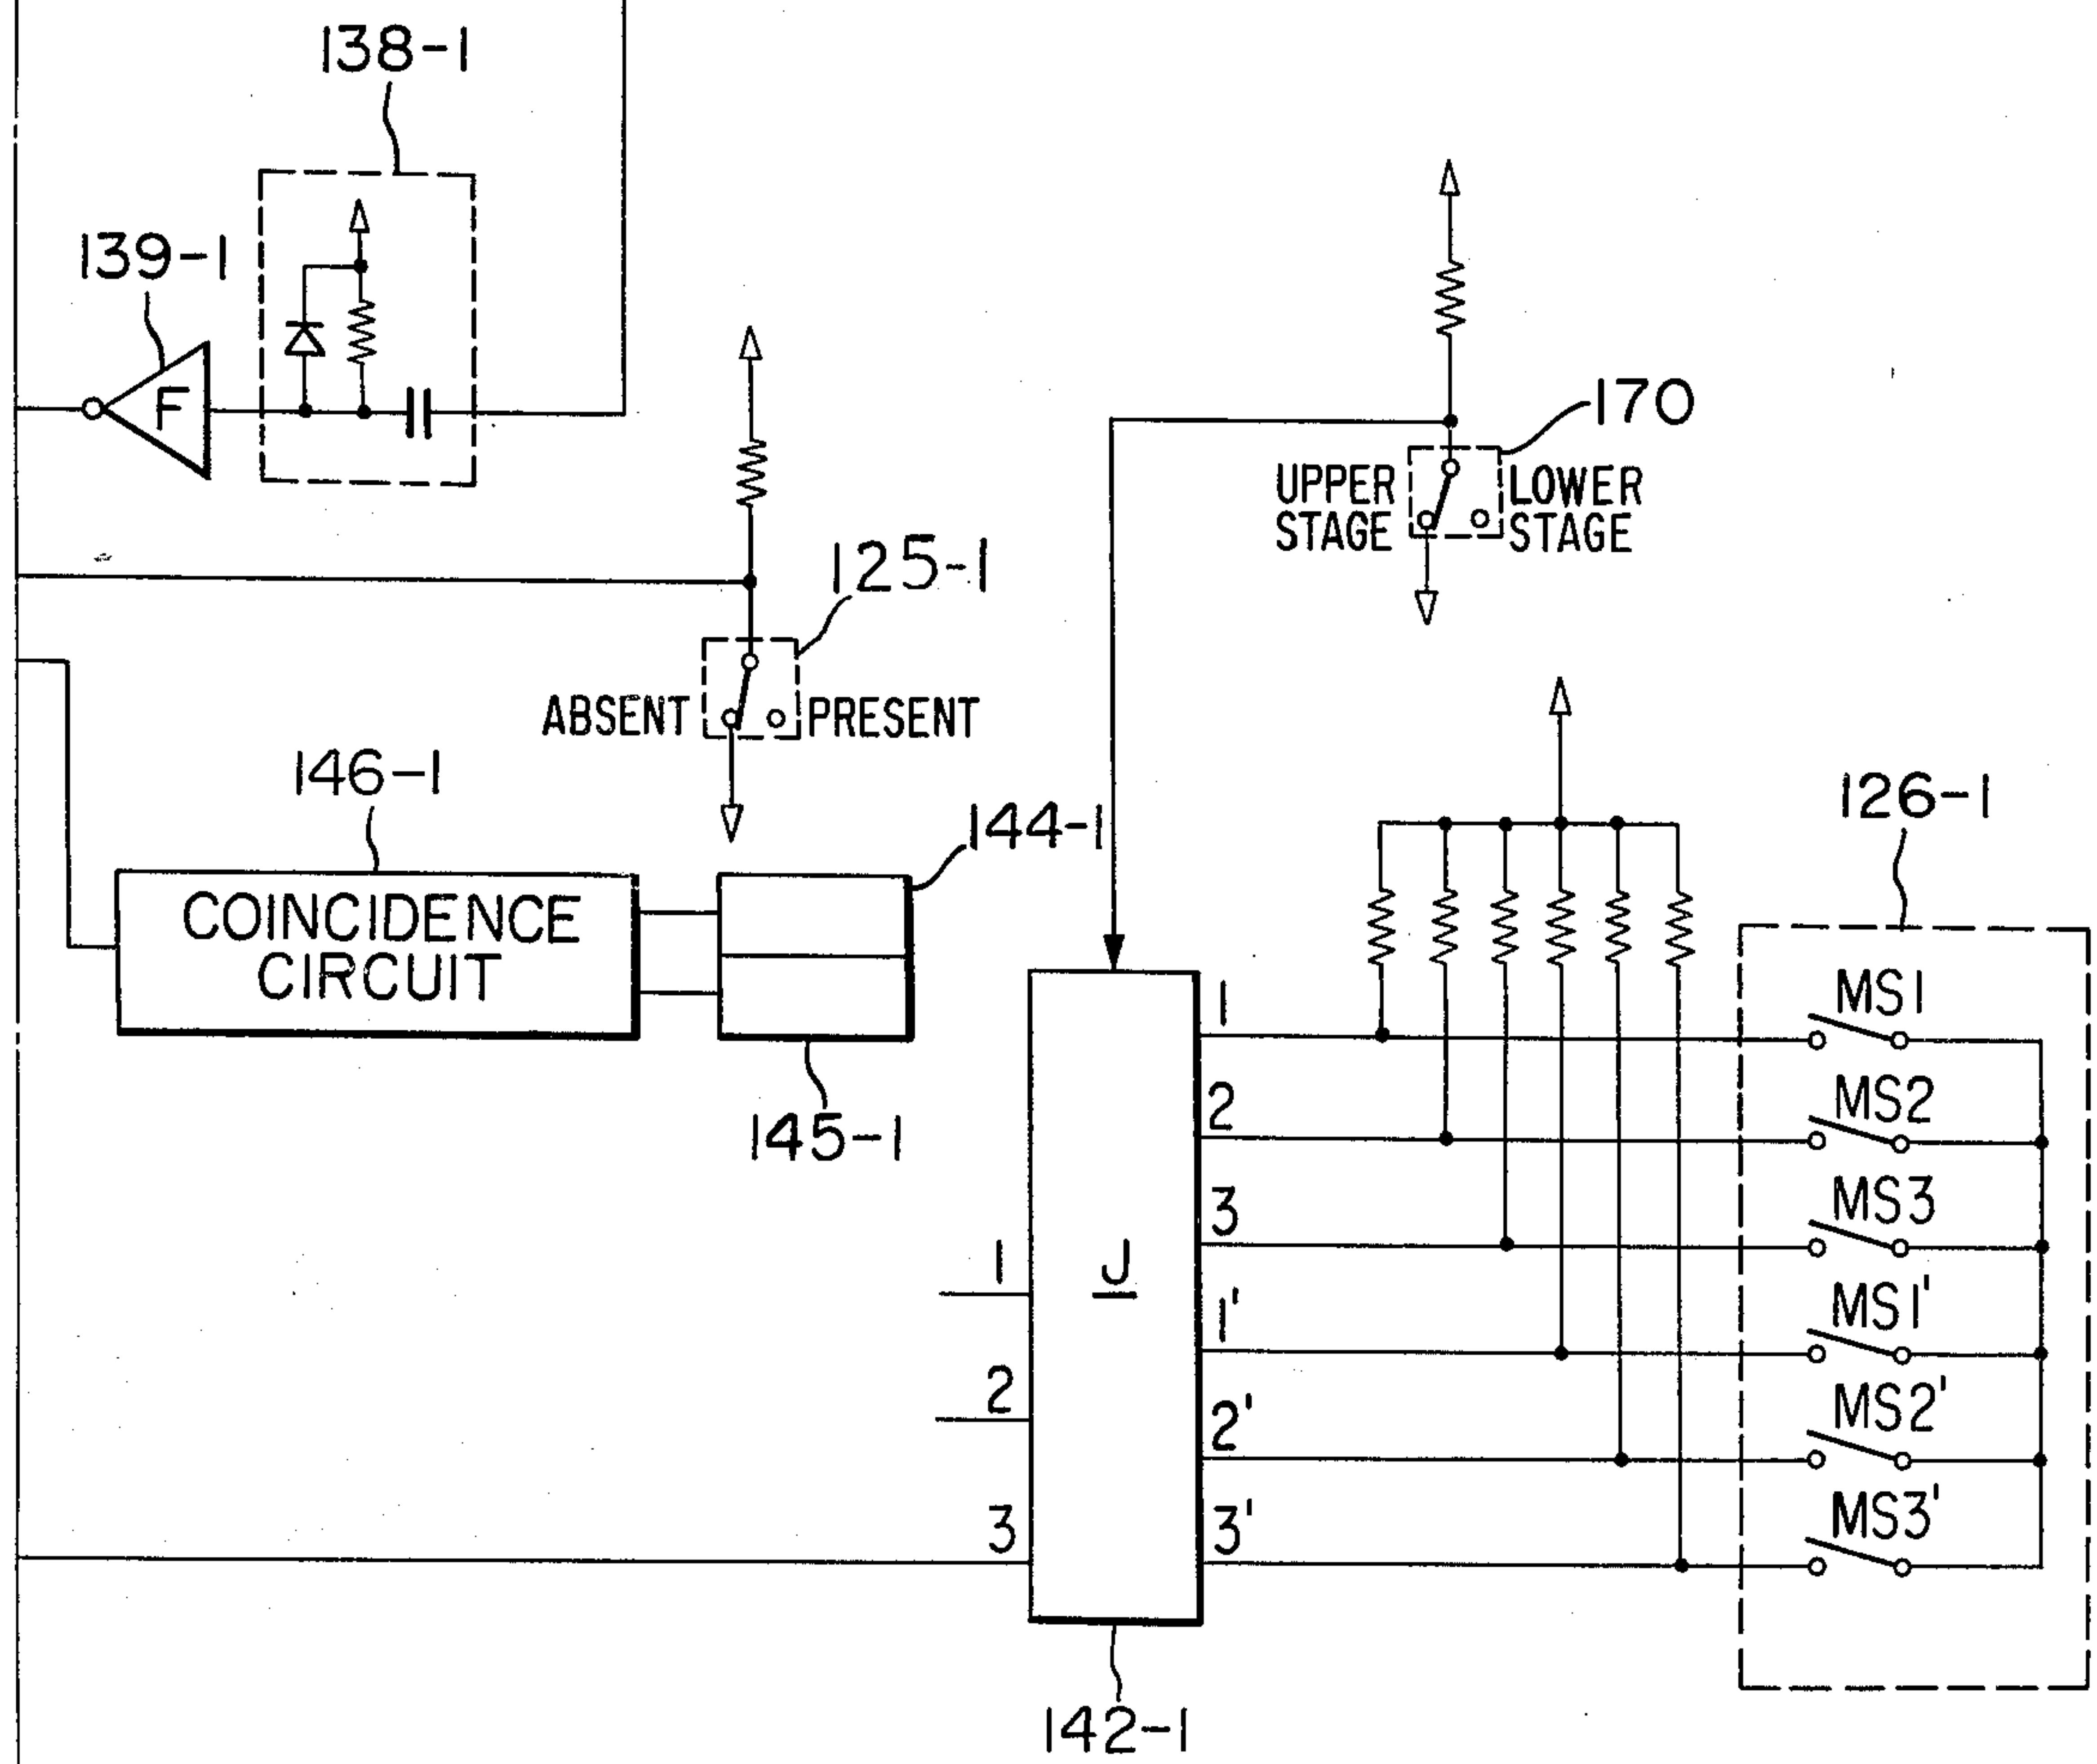 138-1
139-1
F
170
UPPER
STAGE
LOWER
STAGE
125-1
ABSENT
PRESENT
146-1
144-1
126-1
COINCIDENCE
CIRCUIT
145-1
J
1
2
3
1
2
3
1'
2'
3'
MS1
MS2
MS3
MS1'
MS2'
MS3'
142-1